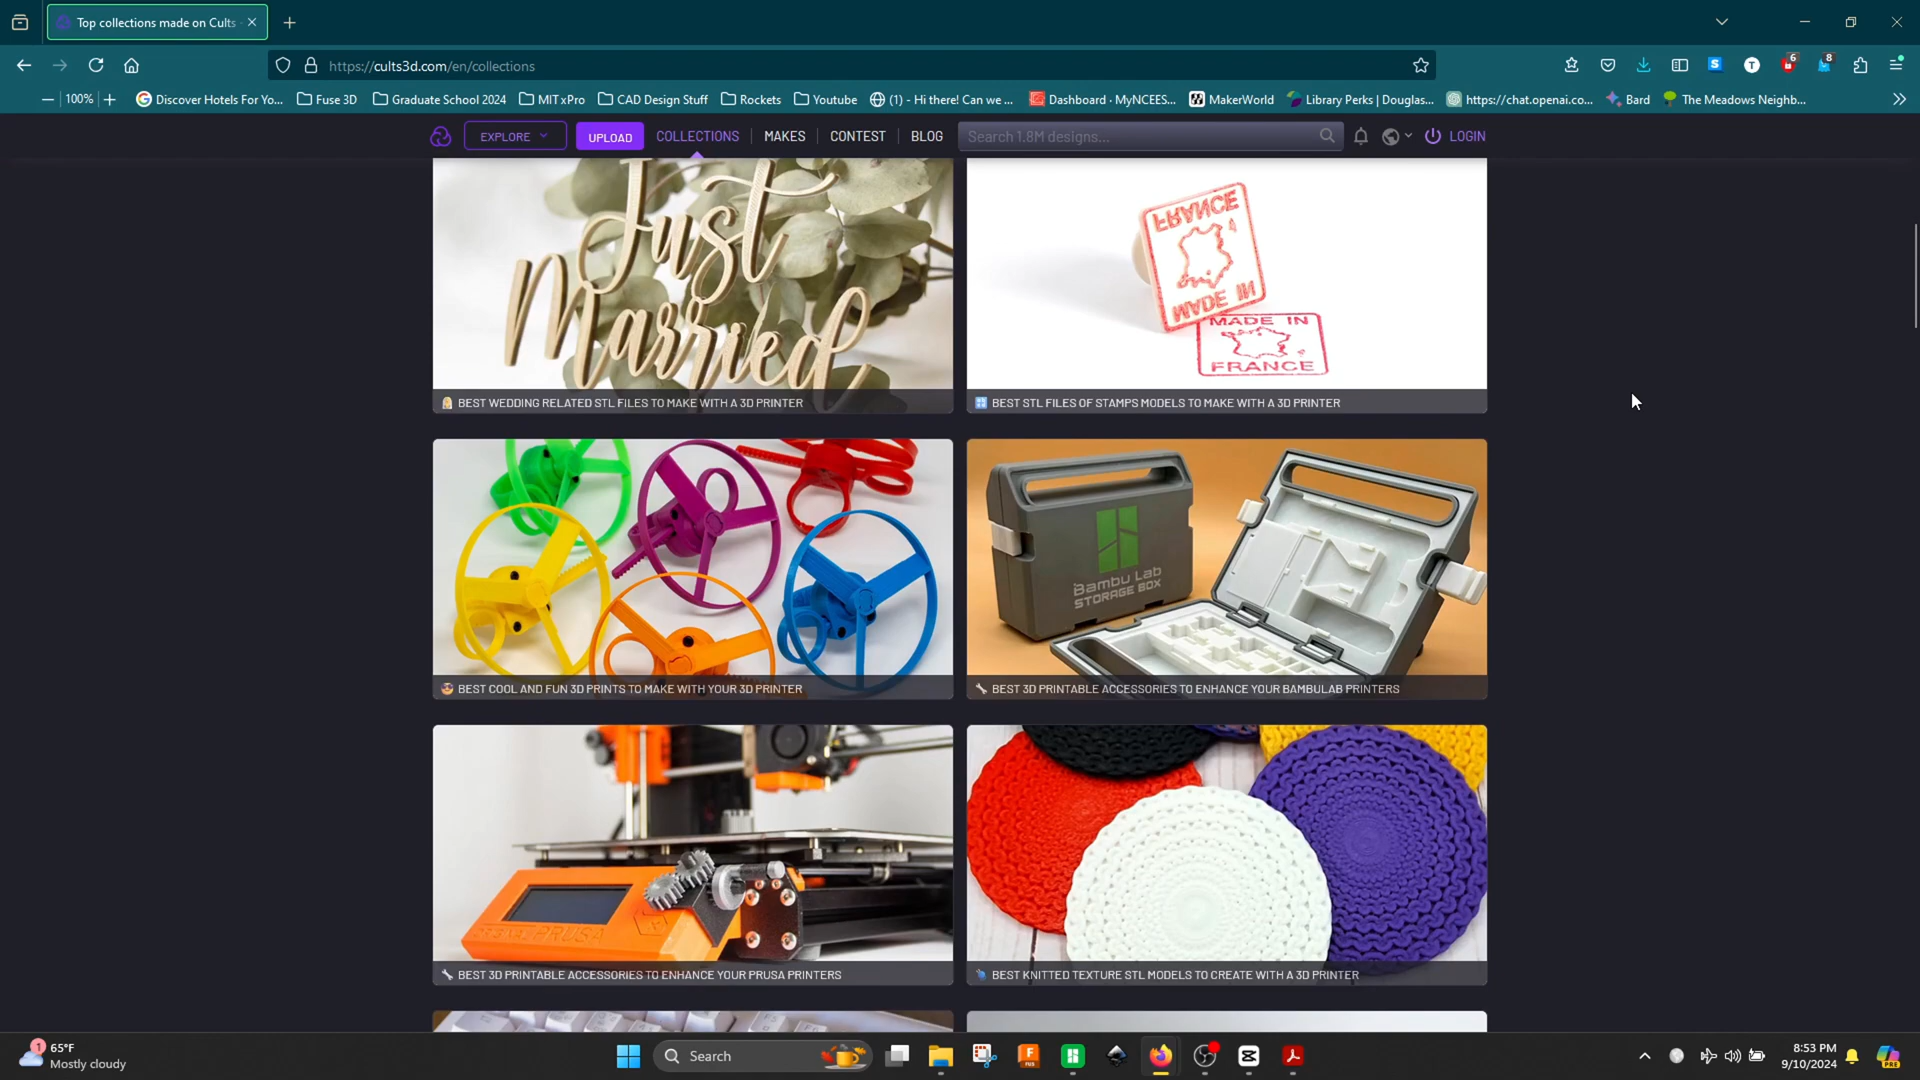 Top collections made on Cults
https://cults3d.com/en/collections
6
8
100%
Discover Hotels For Yo...
Fuse 3D
Graduate School 2024
MITxPro
CAD Design Stuff
Rockets
Youtube
(1) - Hi there! Can we ...
Dashboard · MyNCEES...
MakerWorld
Library Perks | Douglas...
https://chat.openai.co...
Bard
The Meadows Neighb...
EXPLORE
UPLOAD
COLLECTIONS
MAKES
CONTEST
BLOG
Search 1.8M designs...
LOGIN
Just
Married
FRANCE
MADE IN
MADE IN
FRANCE
BEST WEDDING RELATED STL FILES TO MAKE WITH A 3D PRINTER
BEST STL FILES OF STAMPS MODELS TO MAKE WITH A 3D PRINTER
Bambu Lab
STORAGE BOX
BEST COOL AND FUN 3D PRINTS TO MAKE WITH YOUR 3D PRINTER
BEST 3D PRINTABLE ACCESSORIES TO ENHANCE YOUR BAMBULAB PRINTERS
PRUSA
BEST 3D PRINTABLE ACCESSORIES TO ENHANCE YOUR PRUSA PRINTERS
BEST KNITTED TEXTURE STL MODELS TO CREATE WITH A 3D PRINTER
1
65°F
Mostly cloudy
Search
8:53 PM
9/10/2024